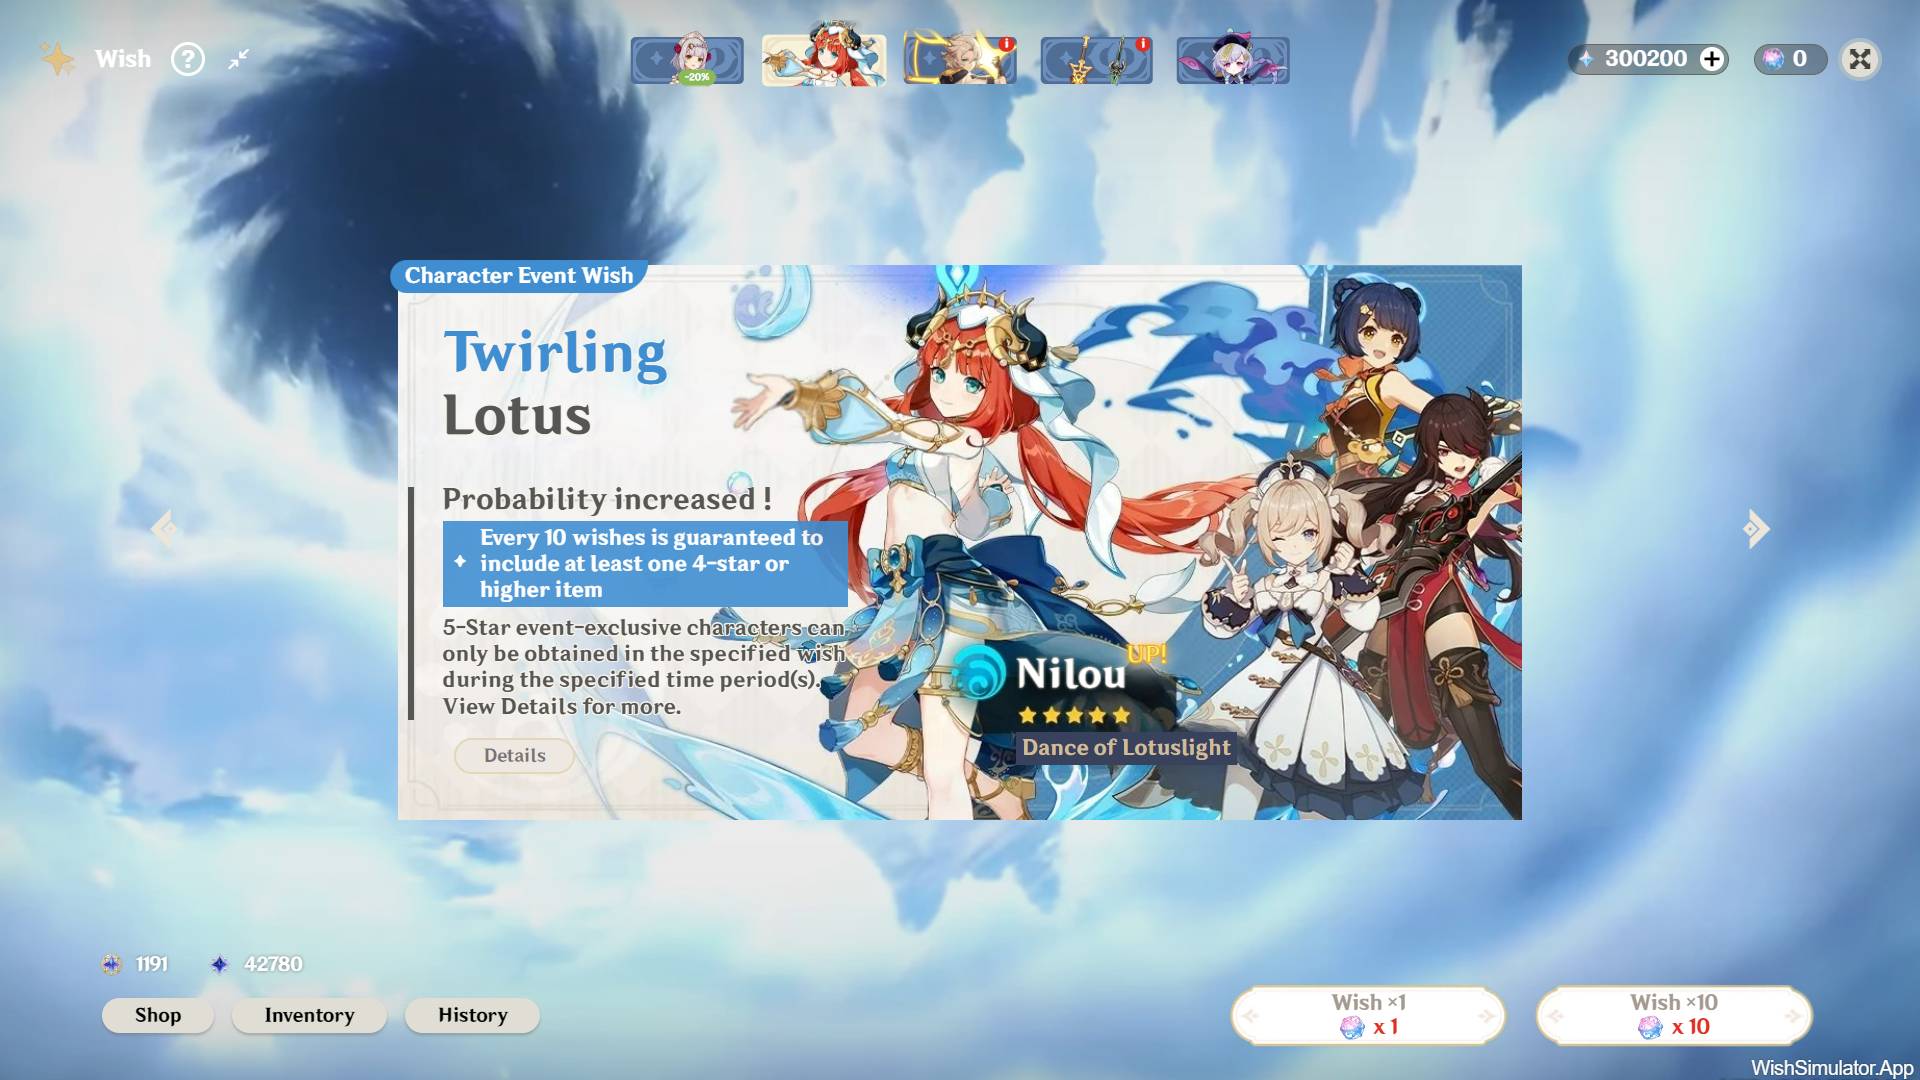 Wish
?
-20%
i
i
300200
0
Character Event Wish
Twirling
Lotus
Probability increased !
Every 10 wishes is guaranteed to
include at least one 4-star or
higher item
5-Star event-exclusive characters can
only be obtained in the specified wish
during the specified time period(s).
View Details for more.
Details
Nilou
UP!
Dance of Lotuslight
1191
42780
Shop
Inventory
History
Wish ×1
x 1
Wish ×10
x 10
WishSimulator.App